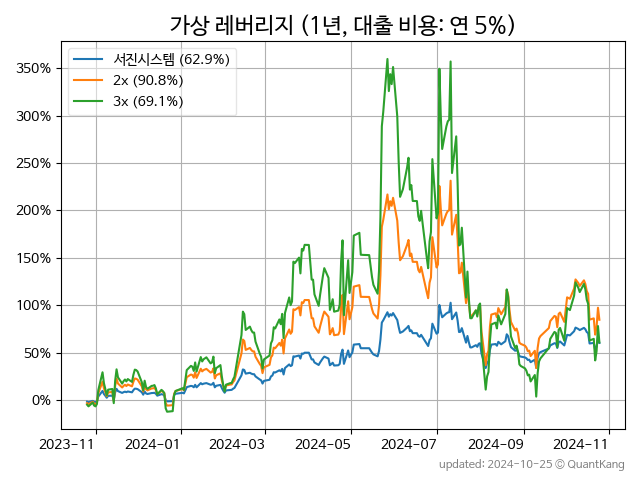 가상 레버리지 (1년, 대출 비용: 연 5%)
서진시스템 (62.9%)
2x (90.8%)
3x (69.1%)
350%
300%
250%
200%
150%
100%
50%
0%
2023-11 2024-01 2024-03 2024-05 2024-07 2024-09 2024-11
updated: 2024-10-25 © QuantKang